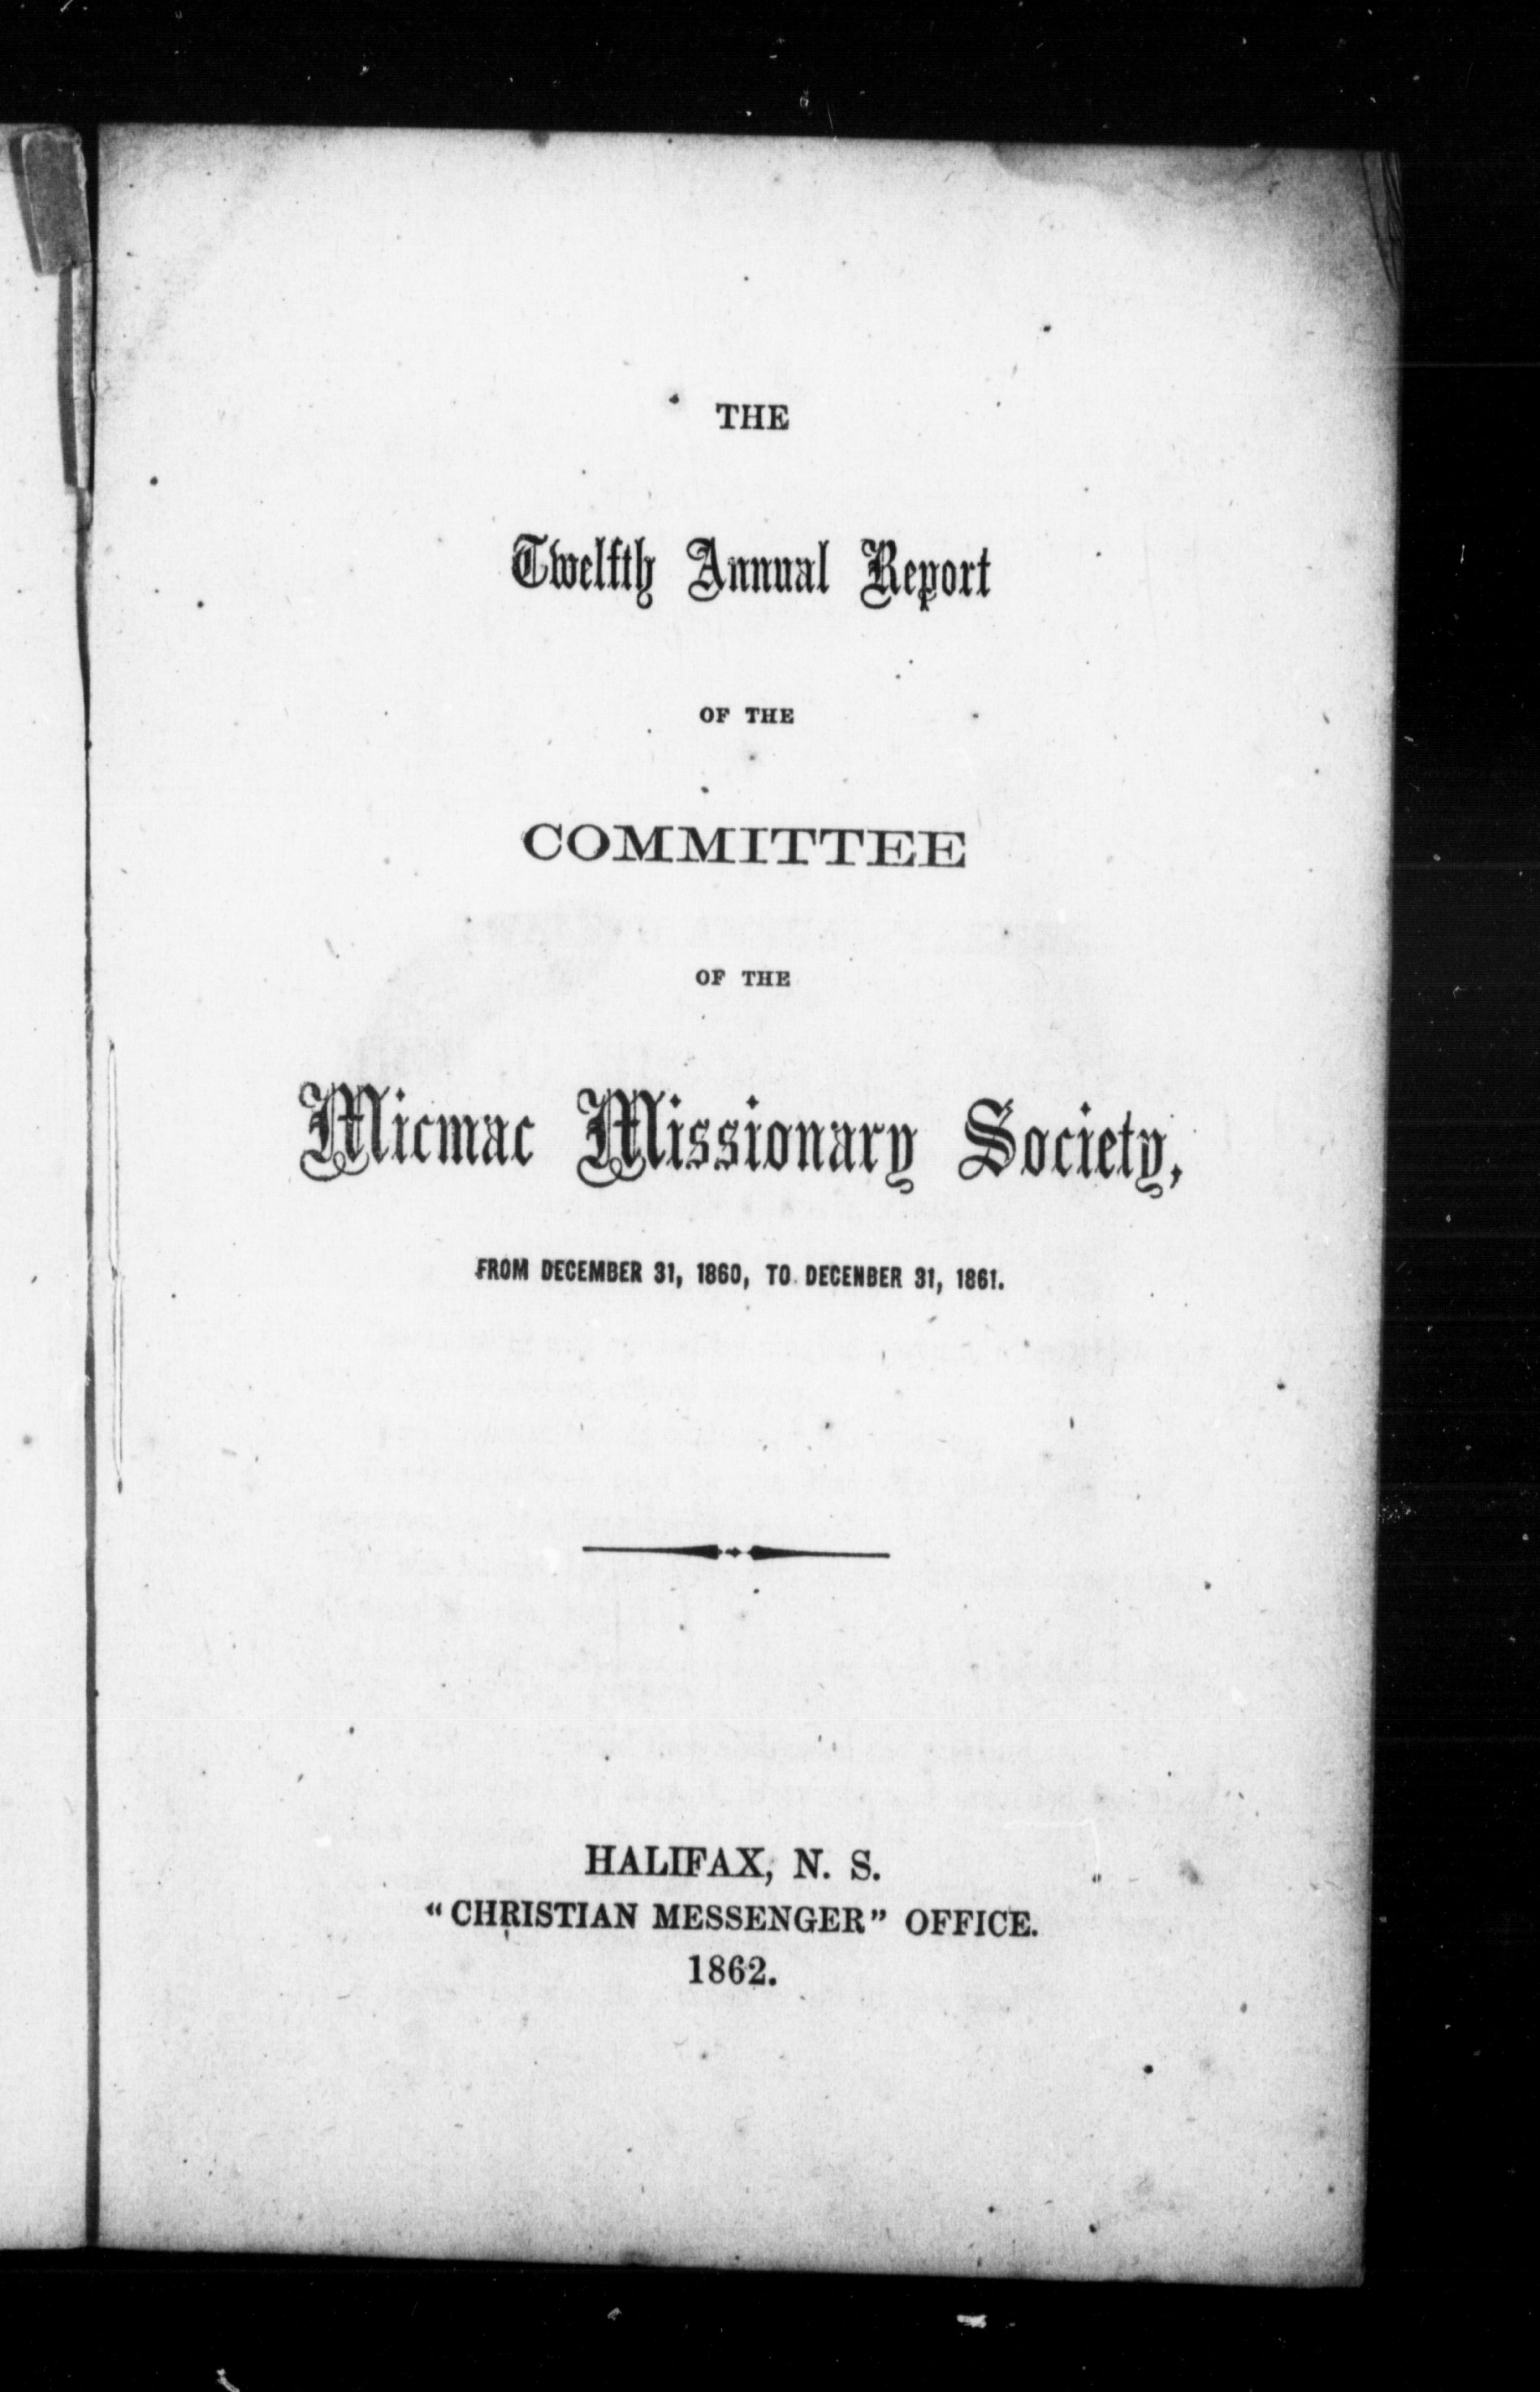 THE
Twelfth Annual Report
OF THE
COMMITTEE
OF THE
Micmac Missionary Society,
FROM DECEMBER 31, 1860, TO DECENBER 31, 1861.
HALIFAX, N. S.
"CHRISTIAN MESSENGER" OFFICE.
1862.